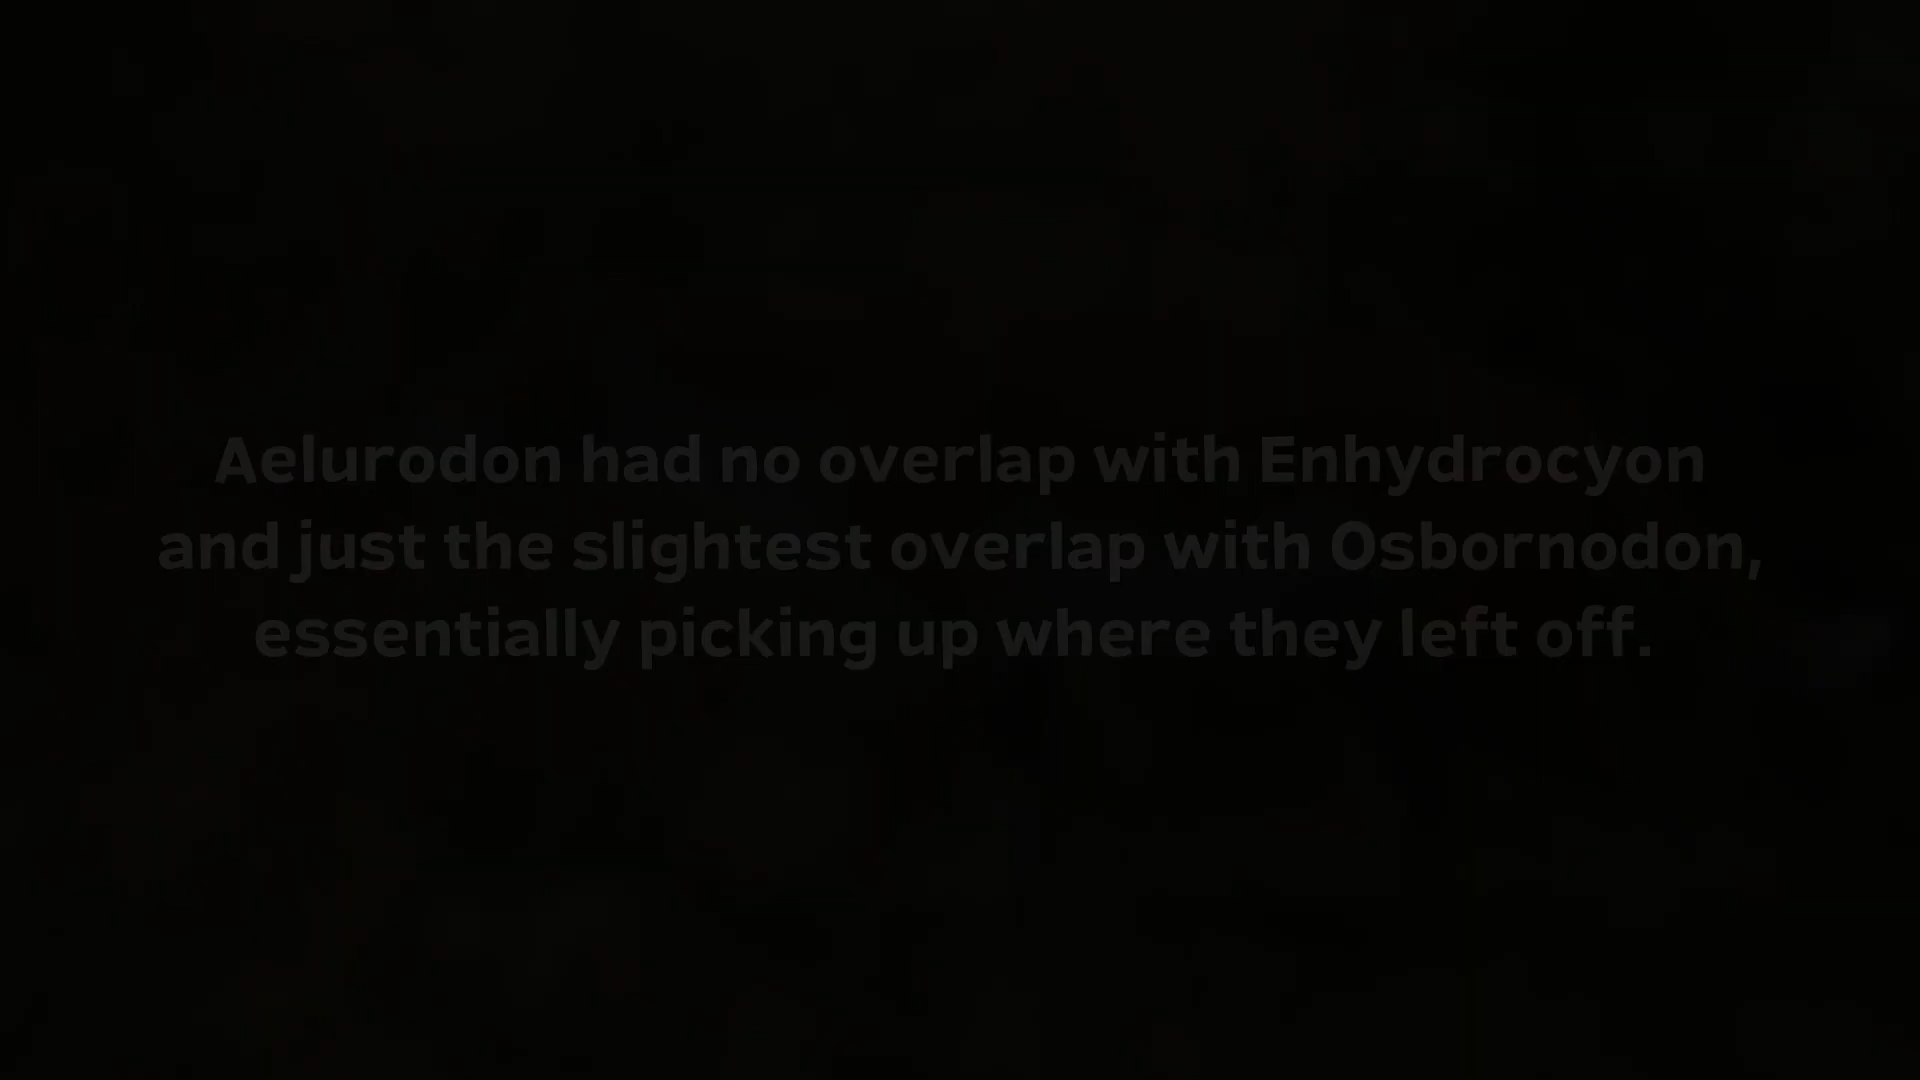 Aelurodon had no overlap with Enhydrocyon
and just the slightest overlap with Osbornodon,
essentially picking up where they left off.